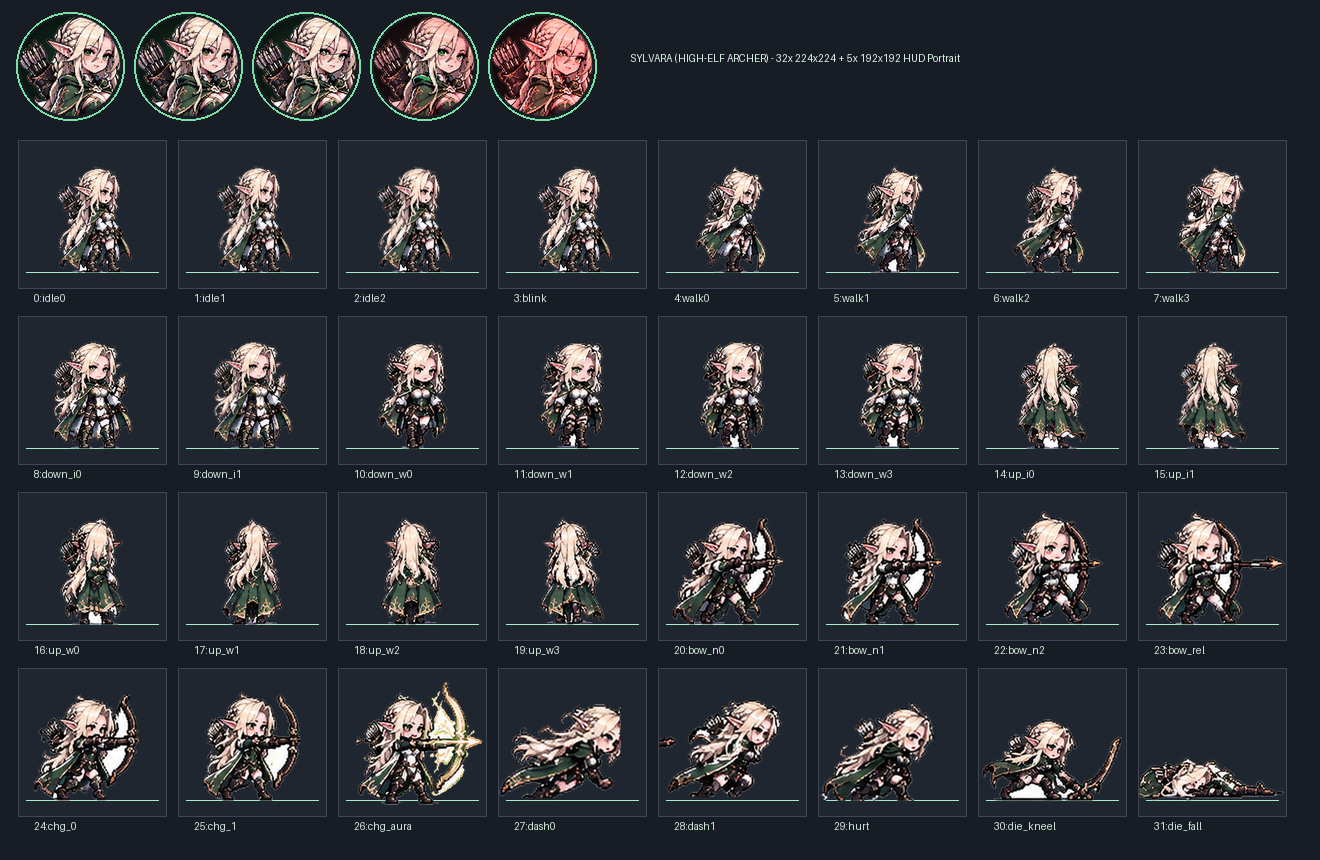 SYLVARA (HIGH-ELF ARCHER) - 32x 224x224 + 5x 192x192 HUD Portrait
0:idle0
1:idle1
2:idle2
3:blink
4:walk0
5:walk1
6:walk2
7:walk3
8:down_i0
9:down_i1
10:down_w0
11:down_w1
12:down_w2
13:down_w3
14:up_i0
15:up_i1
16:up_w0
17:up_w1
18:up_w2
19:up_w3
20:bow_n0
21:bow_n1
22:bow_n2
23:bow_rel
24:chg_0
25:chg_1
26:chg_aura
27:dash0
28:dash1
29:hurt
30:die_kneel
31:die_fall